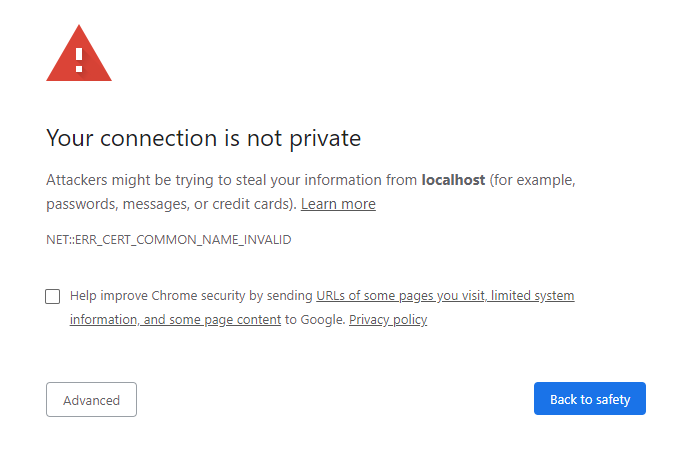 Your connection is not private
Attackers might be trying to steal your information from localhost (for example,
passwords, messages, or credit cards). Learn more
NET::ERR_CERT_COMMON_NAME_INVALID
Help improve Chrome security by sending URLs of some pages you visit, limited system
information, and some page content to Google. Privacy policy
Advanced
Back to safety